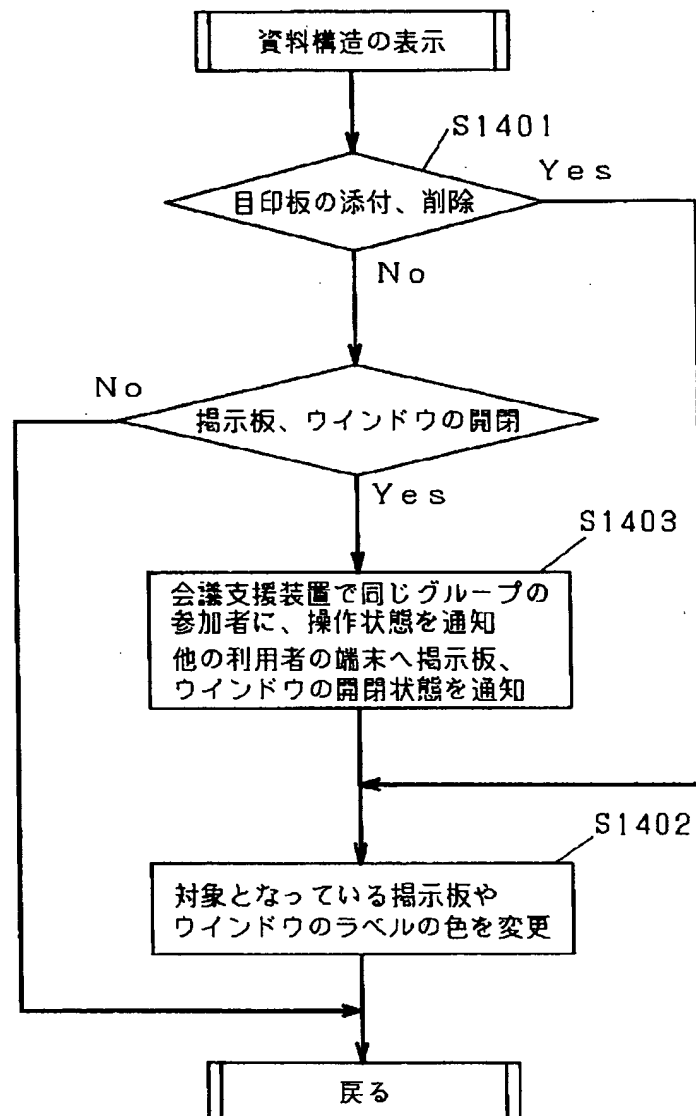 資料構造の表示
S1401
Yes
目印板の添付、削除
No
No
掲示板、ウインドウの開閉
Yes
S1403
会議支援装置で同じグループの
参加者に、操作状態を通知
他の利用者の端末へ掲示板、
ウインドウの開閉状態を通知
S1402
対象となっている掲示板や
ウインドウのラベルの色を変更
戻る